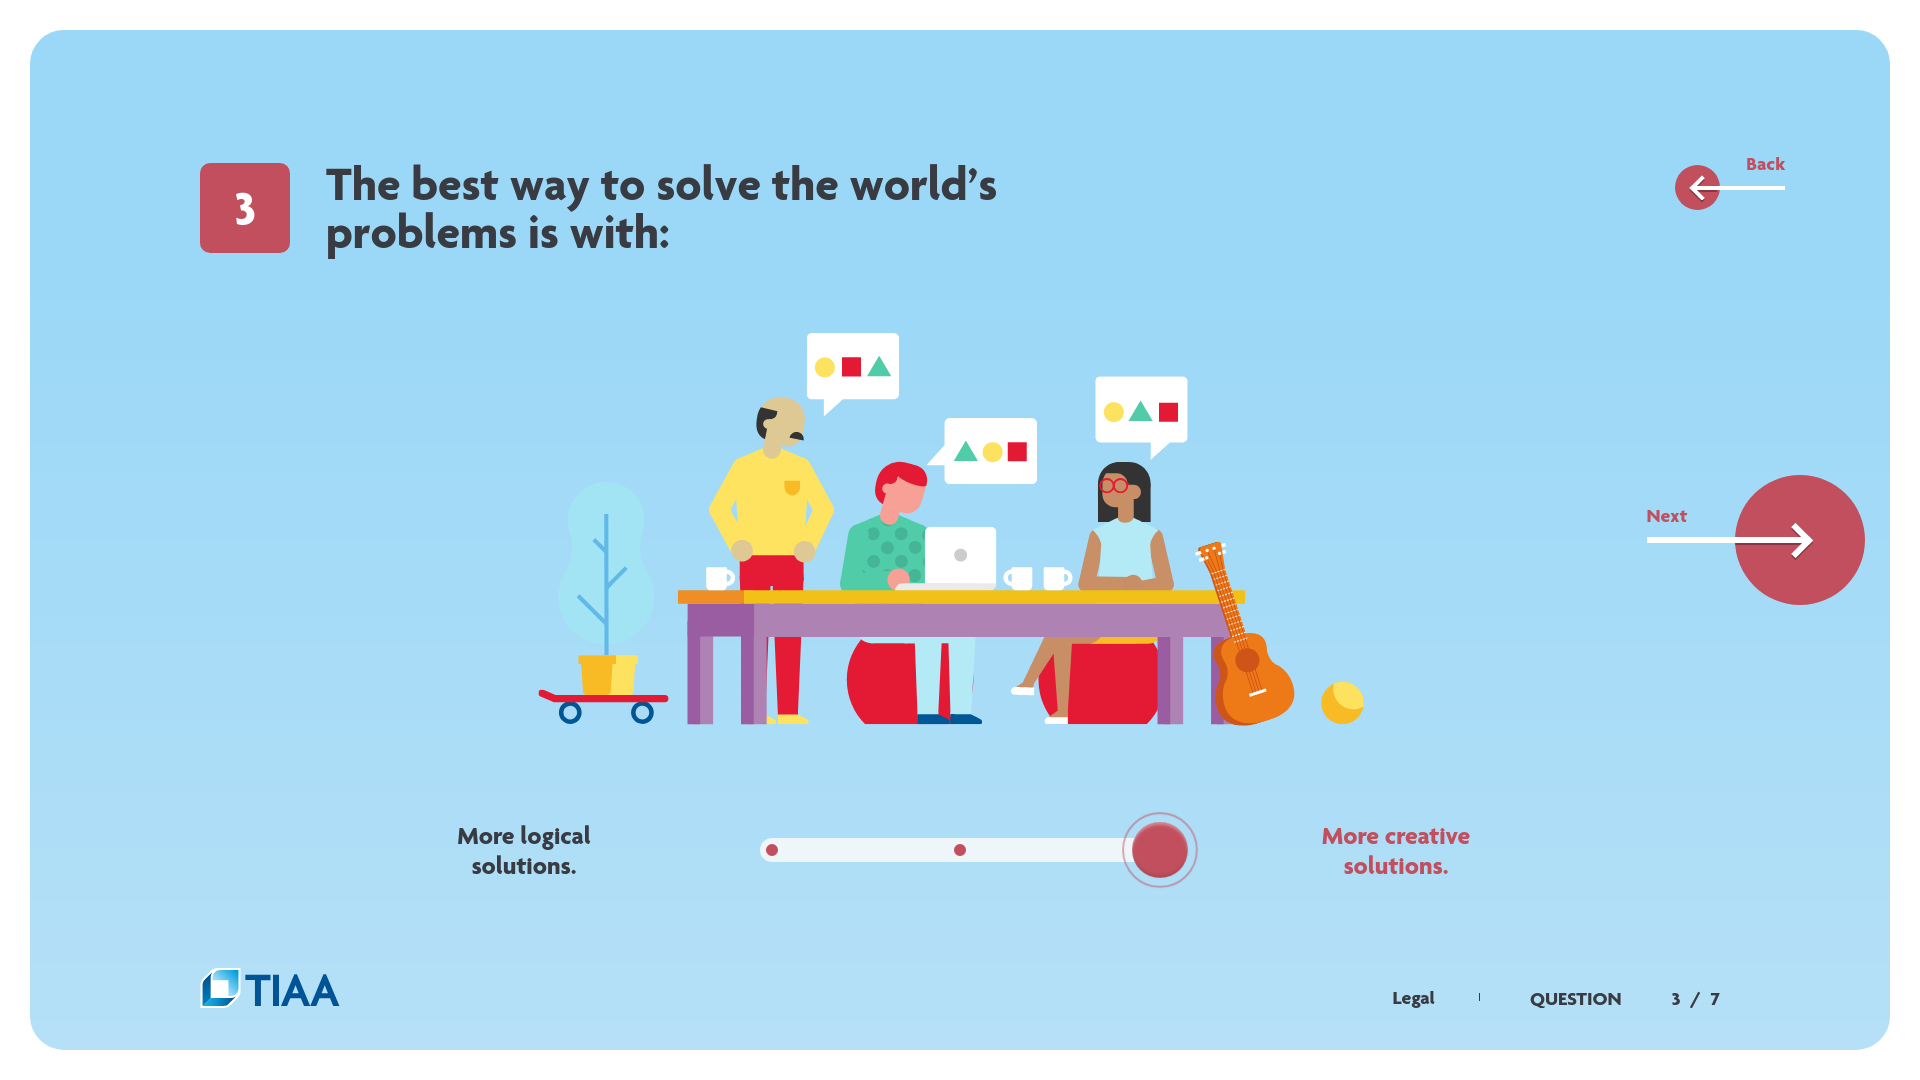 3
The best way to solve the world’s
problems is with:
Back
Next
More logical
solutions.
More creative
solutions.
TIAA
Legal
QUESTION
3 / 7